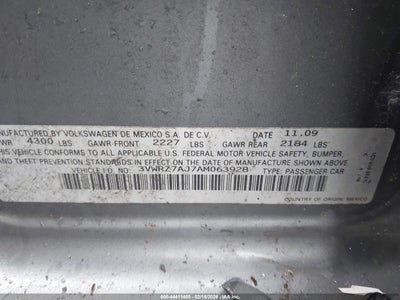 NUFACTURED BY VOLKSWAGEN DE MEXICO S.A. DE C.V. DATE 11.09
WR 4300 LBS GAWR FRONT 2227 LBS GAWR REAR 2184 LBS
THIS VEHICLE CONFORMS TO ALL APPLICABLE U.S. FEDERAL MOTOR VEHICLE SAFETY, BUMPER,
AND THEFT PREVENTION STANDARDS IN EFFECT ON THE DATE OF MANUFACTURE SHOWN ABOVE.
VEHICLE I.D. NO. 3VWRZ7AJ7AM063928 TYPE: PASSENGER CAR
COUNTRY OF ORIGIN: MEXICO